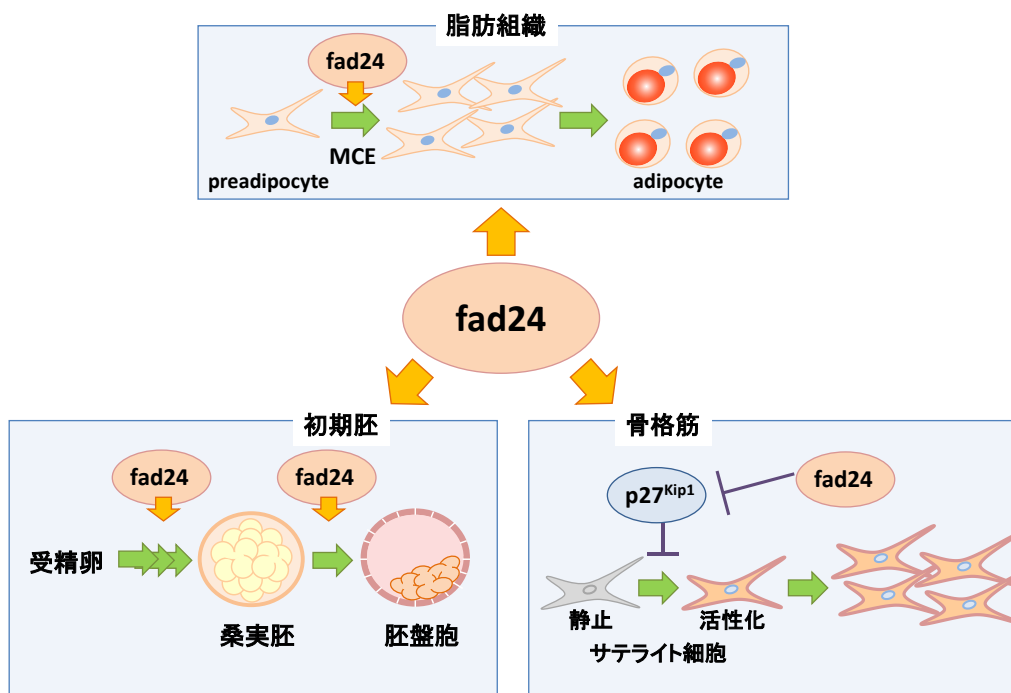 脂肪組織
fad24
MCE
preadipocyte
adipocyte
fad24
初期胚
fad24
fad24
受精卵
桑実胚
胚盤胞
骨格筋
p27Kip1
fad24
静止
活性化
サテライト細胞